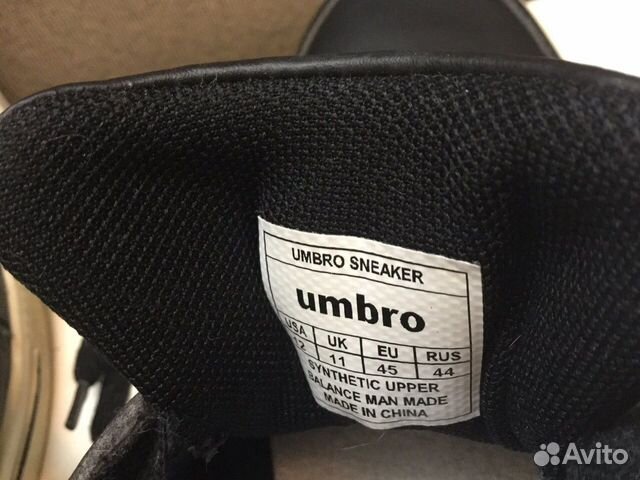 UMBRO SNEAKER
umbro
USA UK EU RUS
12 11 45 44
SYNTHETIC UPPER
BALANCE MAN MADE
MADE IN CHINA
Avito